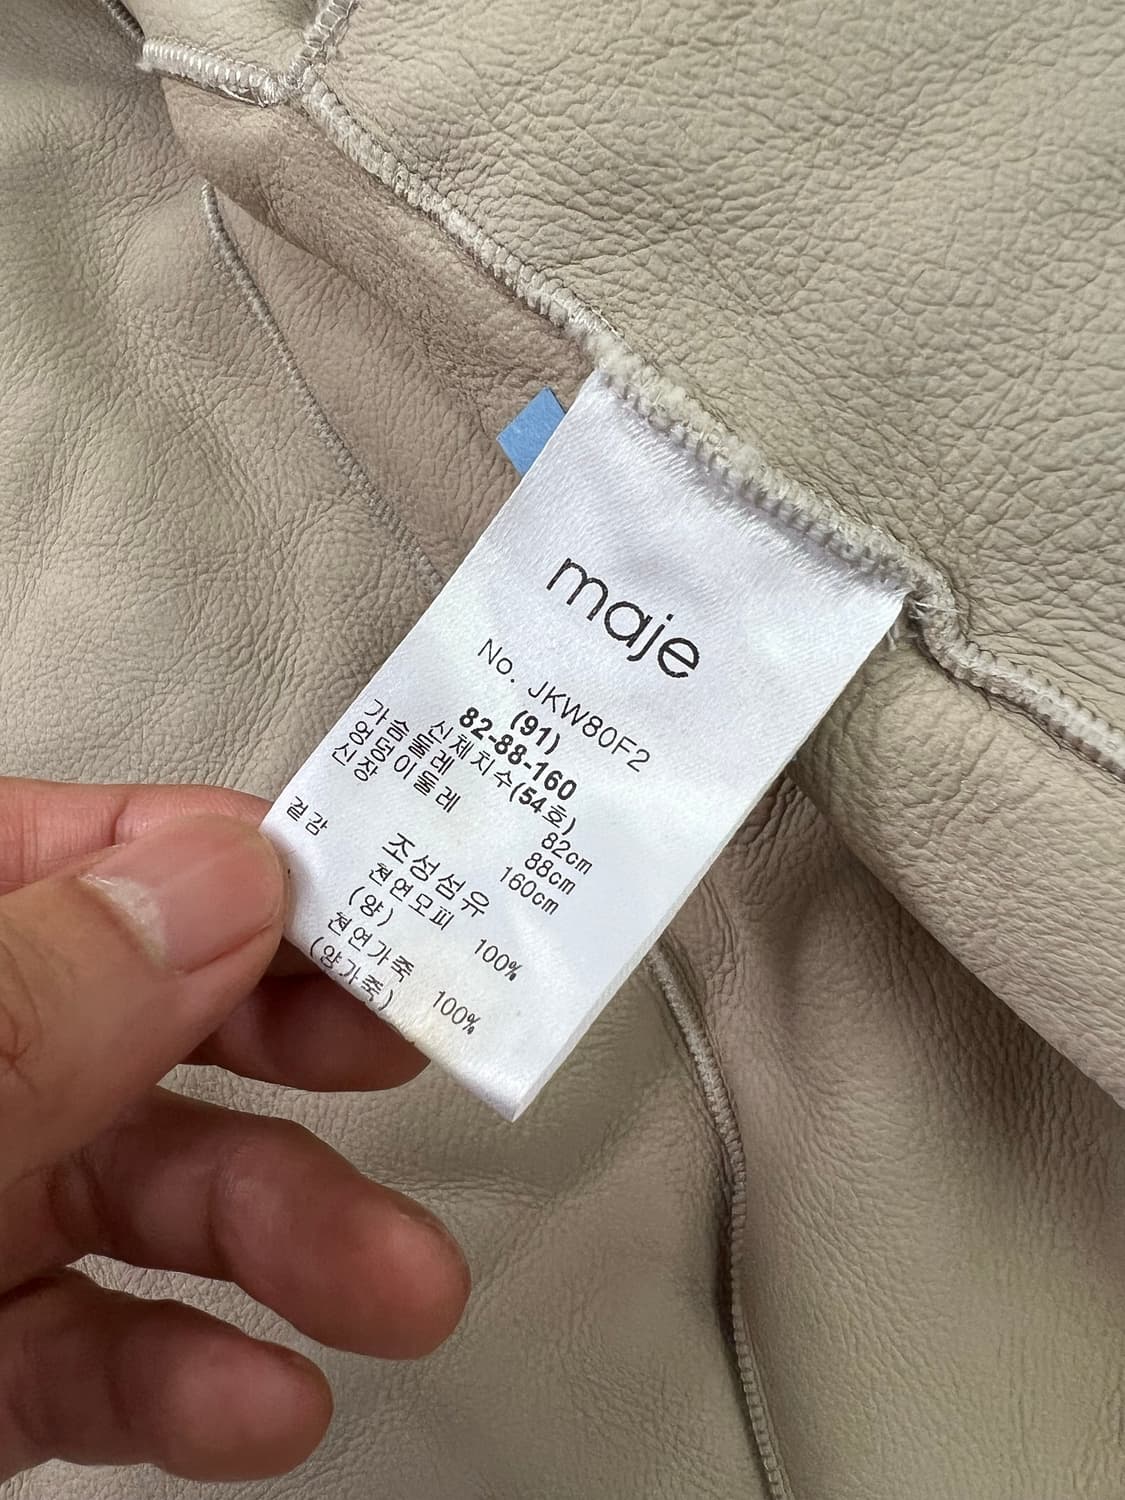 maje
No. JKW80F2
(91)
82-88-160
신체치수(54호)
가슴둘레 82cm
엉덩이둘레 88cm
신장 160cm
조성섬유
겉감 천연모피 100%
(양)
천연가죽 100%
(양가죽)